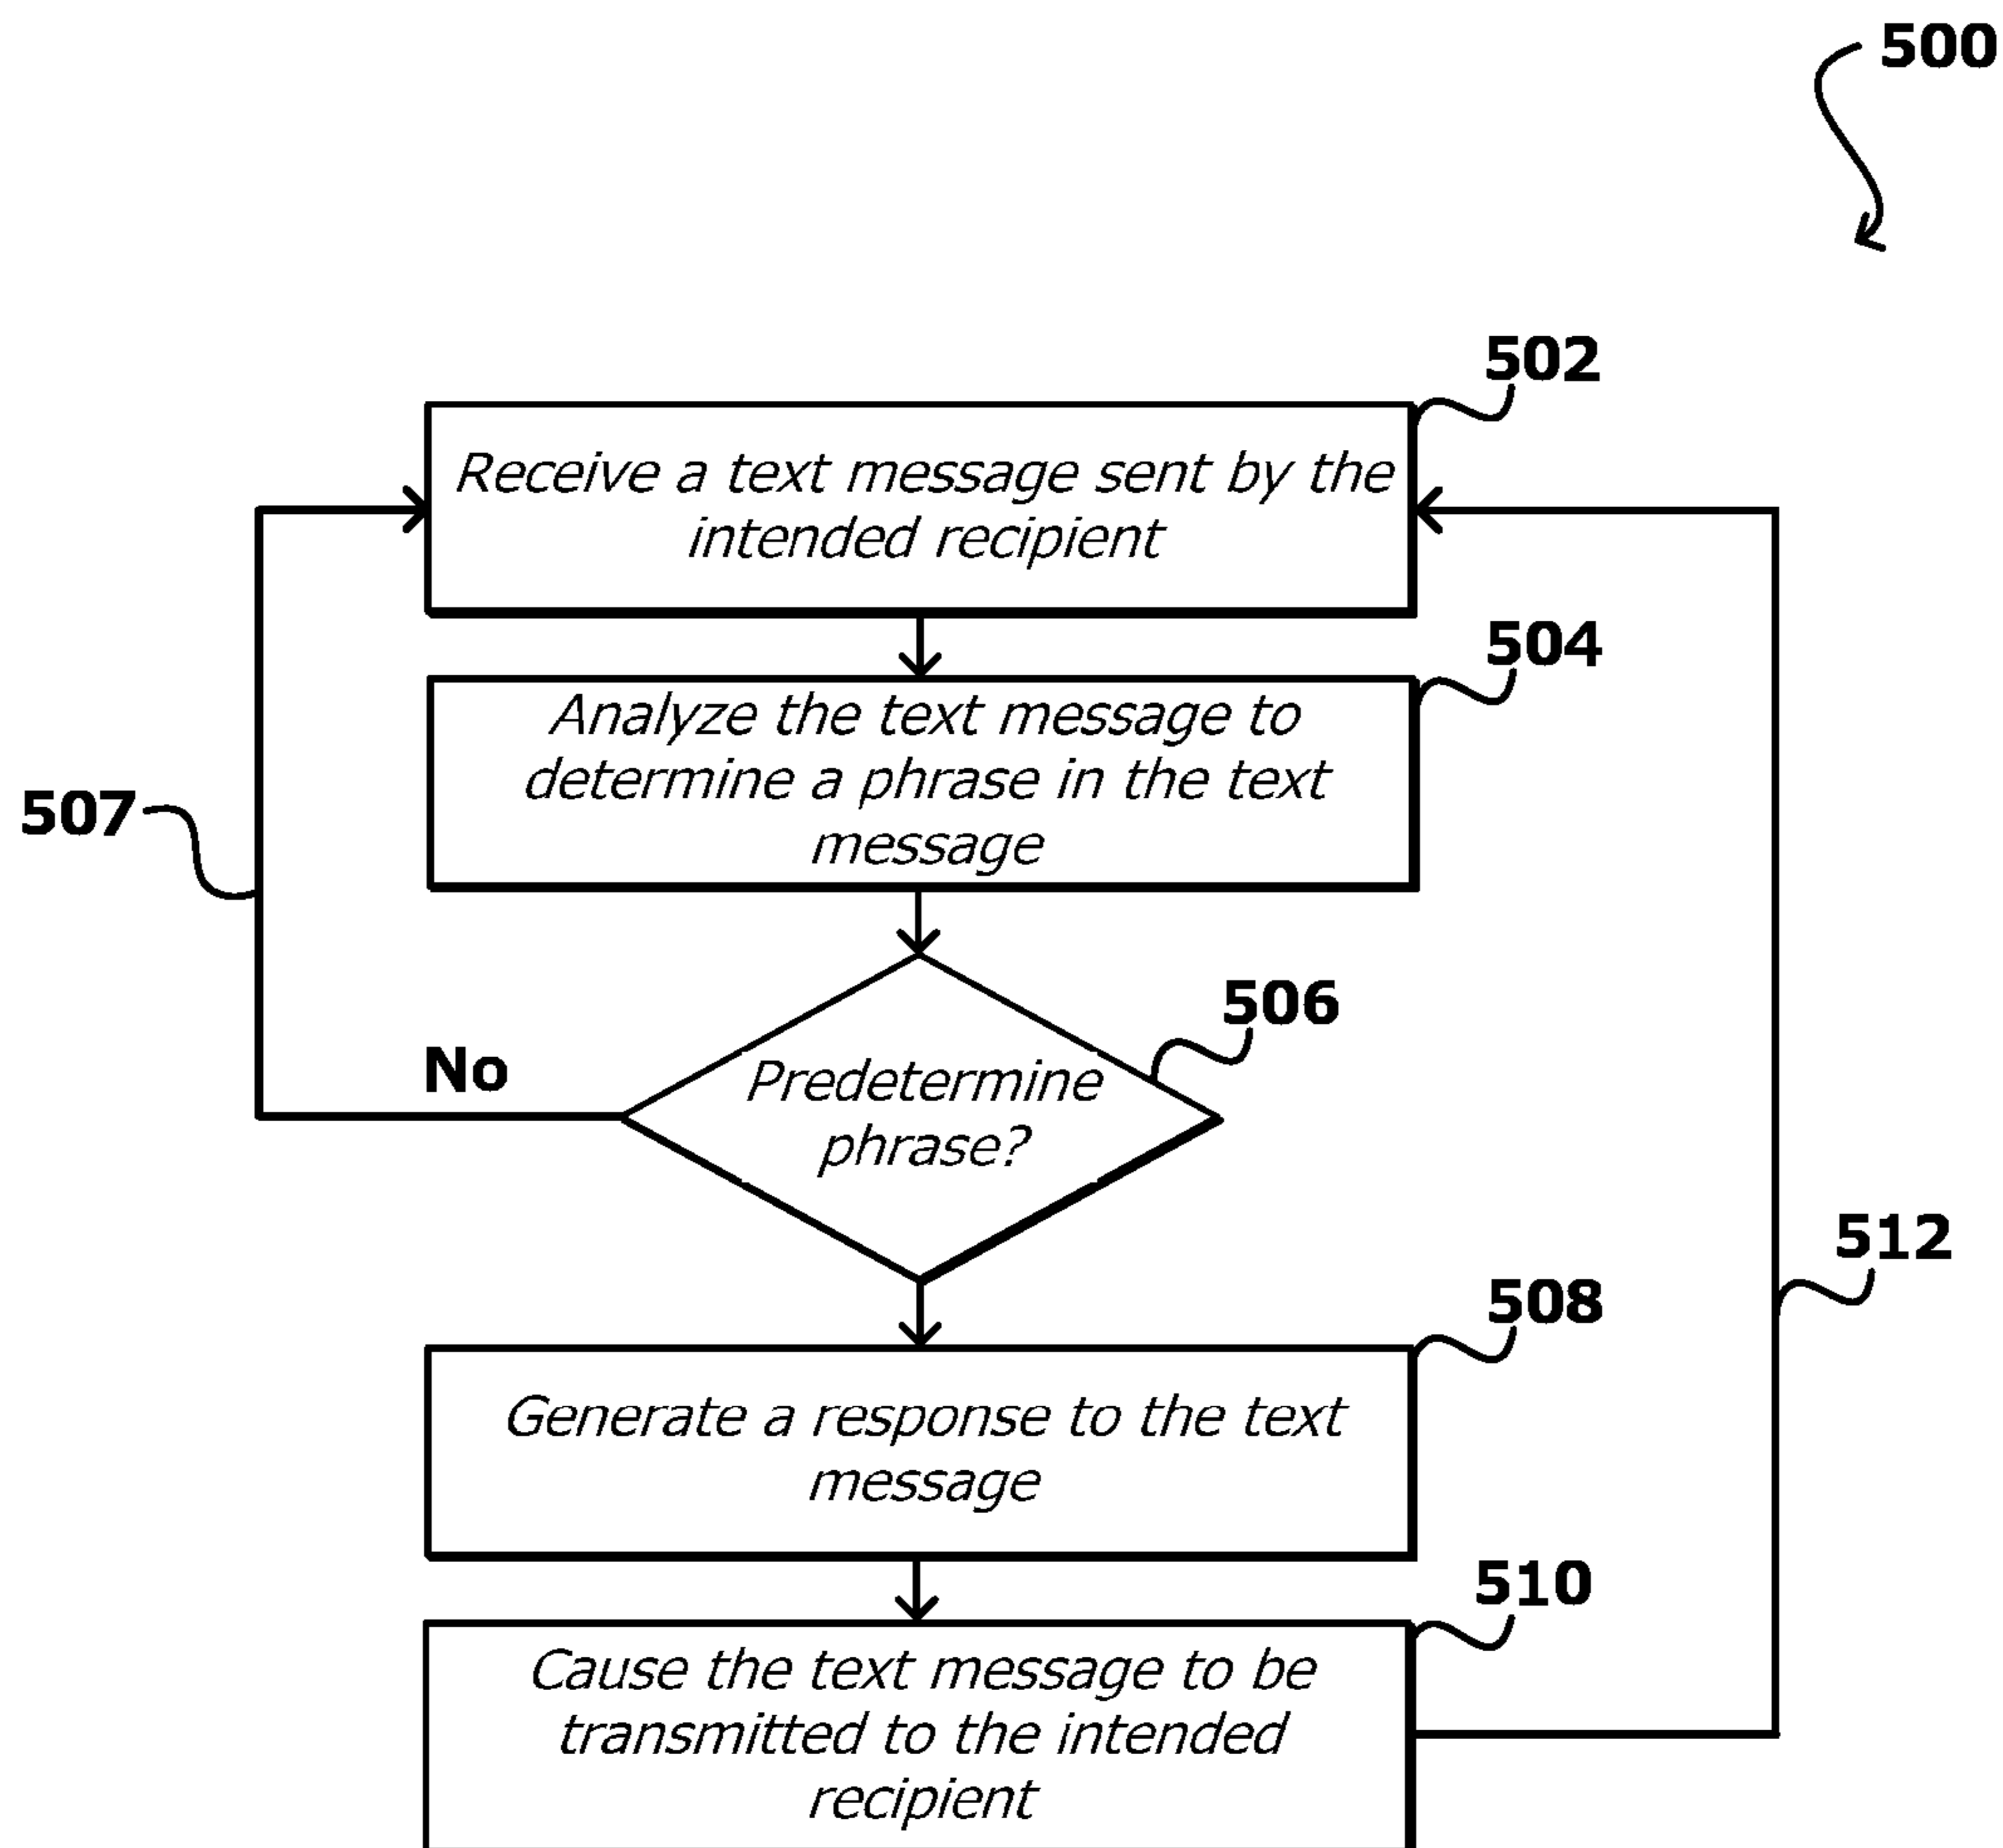 500
502
Receive a text message sent by the
intended recipient
504
Analyze the text message to
determine a phrase in the text
message
507
506
No
Predetermine
phrase?
512
508
Generate a response to the text
message
510
Cause the text message to be
transmitted to the intended
recipient